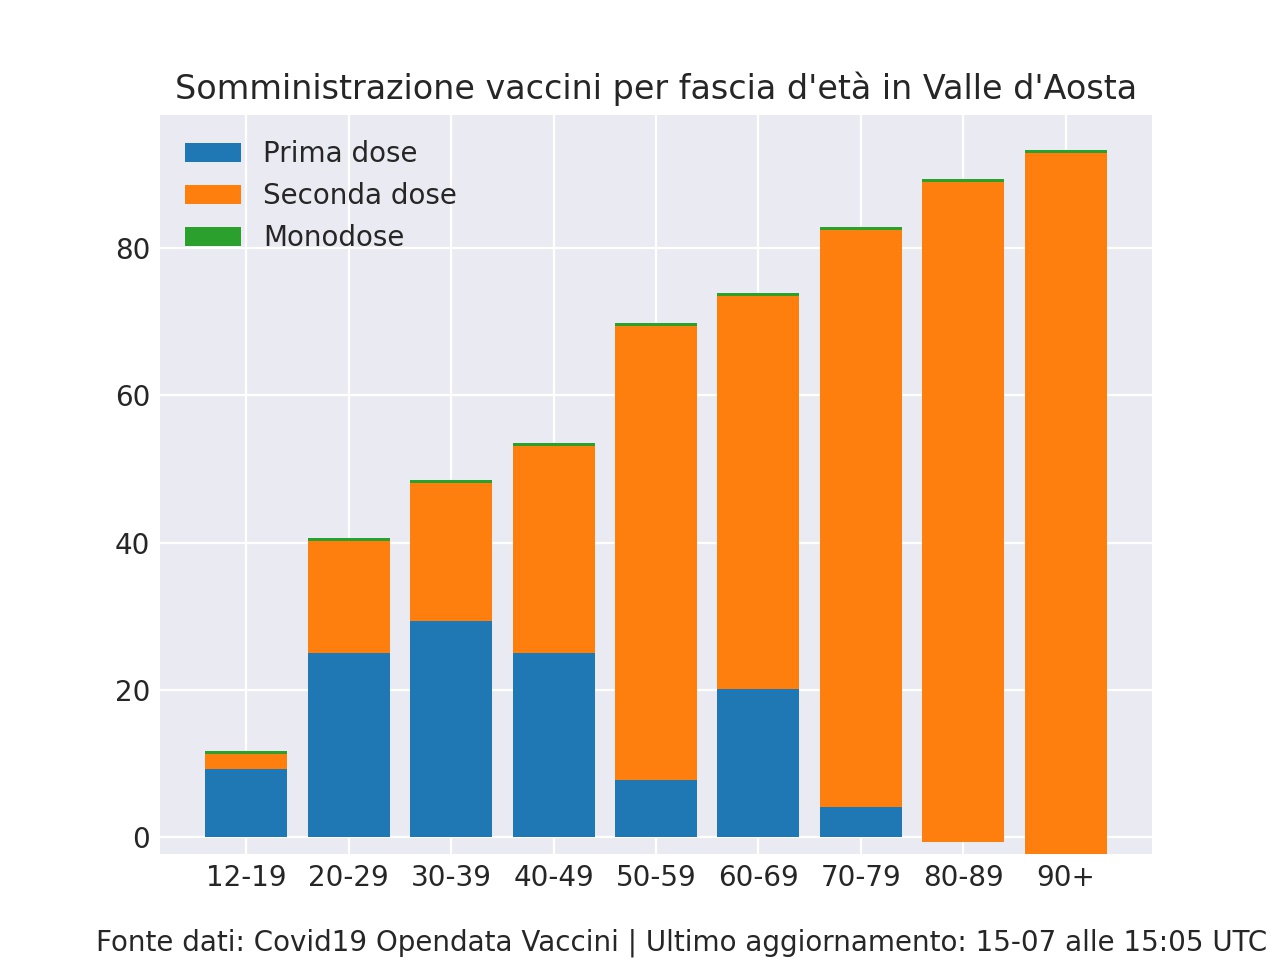 Somministrazione vaccini per fascia d'età in Valle d'Aosta
Prima dose
Seconda dose
Monodose
80
60
40
20
0
12-19 20-29 30-39 40-49 50-59 60-69 70-79 80-89 90+
Fonte dati: Covid19 Opendata Vaccini | Ultimo aggiornamento: 15-07 alle 15:05 UTC